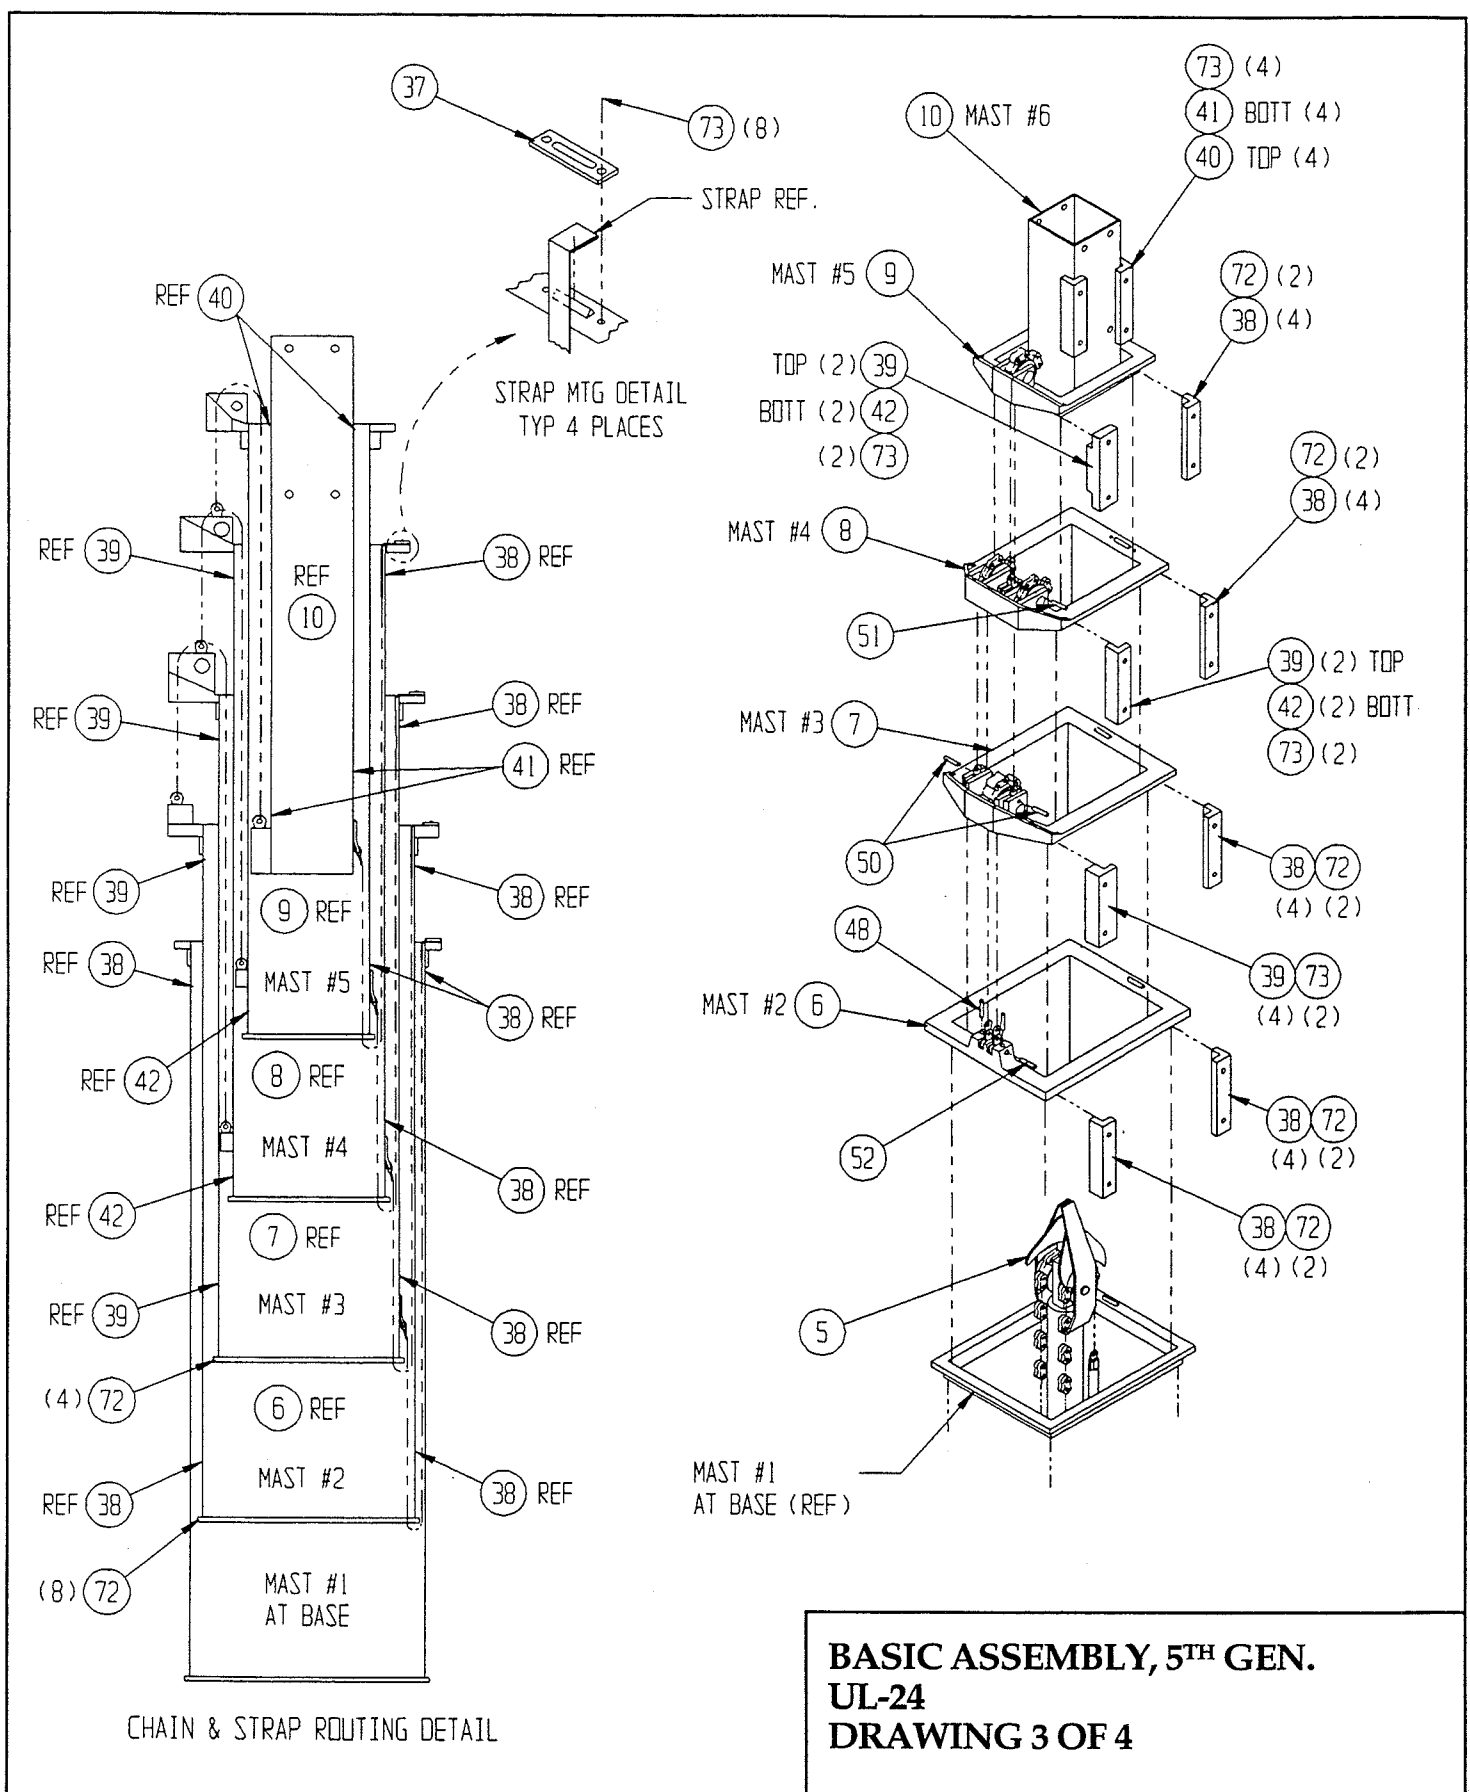 37
73 (8)
STRAP REF.
STRAP MTG DETAIL
TYP 4 PLACES
REF 40
REF 39
REF
10
38 REF
REF 39
38 REF
41 REF
REF 39
38 REF
9 REF
REF 38
MAST #5
38 REF
REF 42
8 REF
MAST #4
38 REF
REF 42
7 REF
REF 39
MAST #3
38 REF
(4) 72
6 REF
MAST #2
REF 38
38 REF
(8) 72
MAST #1
AT BASE
CHAIN & STRAP ROUTING DETAIL
73 (4)
41 BOTT (4)
40 TOP (4)
10 MAST #6
MAST #5 9
72 (2)
38 (4)
TOP (2) 39
BOTT (2) 42
(2) 73
72 (2)
38 (4)
MAST #4 8
51
39 (2) TOP
42 (2) BOTT
73 (2)
MAST #3 7
50
38 72
(4) (2)
48
39 73
(4) (2)
MAST #2 6
52
38 72
(4) (2)
38 72
(4) (2)
5
MAST #1
AT BASE (REF)
BASIC ASSEMBLY, 5TH GEN.
UL-24
DRAWING 3 OF 4